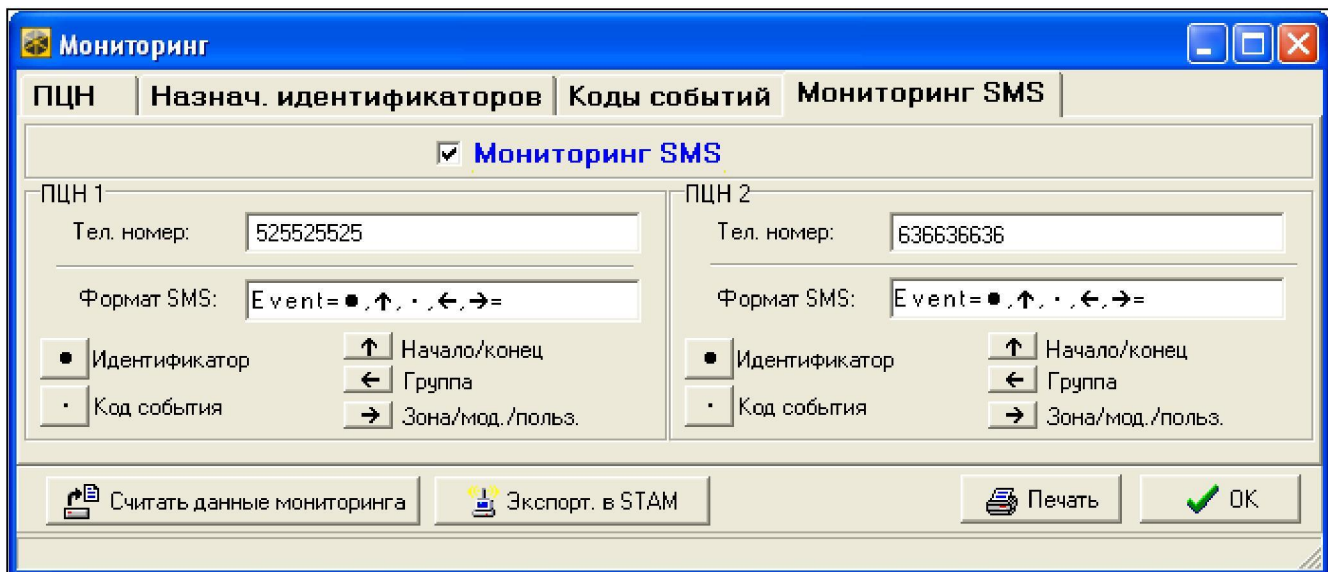 Мониторинг
ПЦН Назнач. идентификаторов Коды событий Мониторинг SMS
Мониторинг SMS
ПЦН 1
Тел. номер: 525525525
Формат SMS: Event=●,↑,·,←,→=
● Идентификатор
· Код события
↑ Начало/конец
← Группа
→ Зона/мод./польз.
ПЦН 2
Тел. номер: 636636636
Формат SMS: Event=●,↑,·,←,→=
● Идентификатор
· Код события
↑ Начало/конец
← Группа
→ Зона/мод./польз.
Считать данные мониторинга Экспорт. в STAM Печать OK